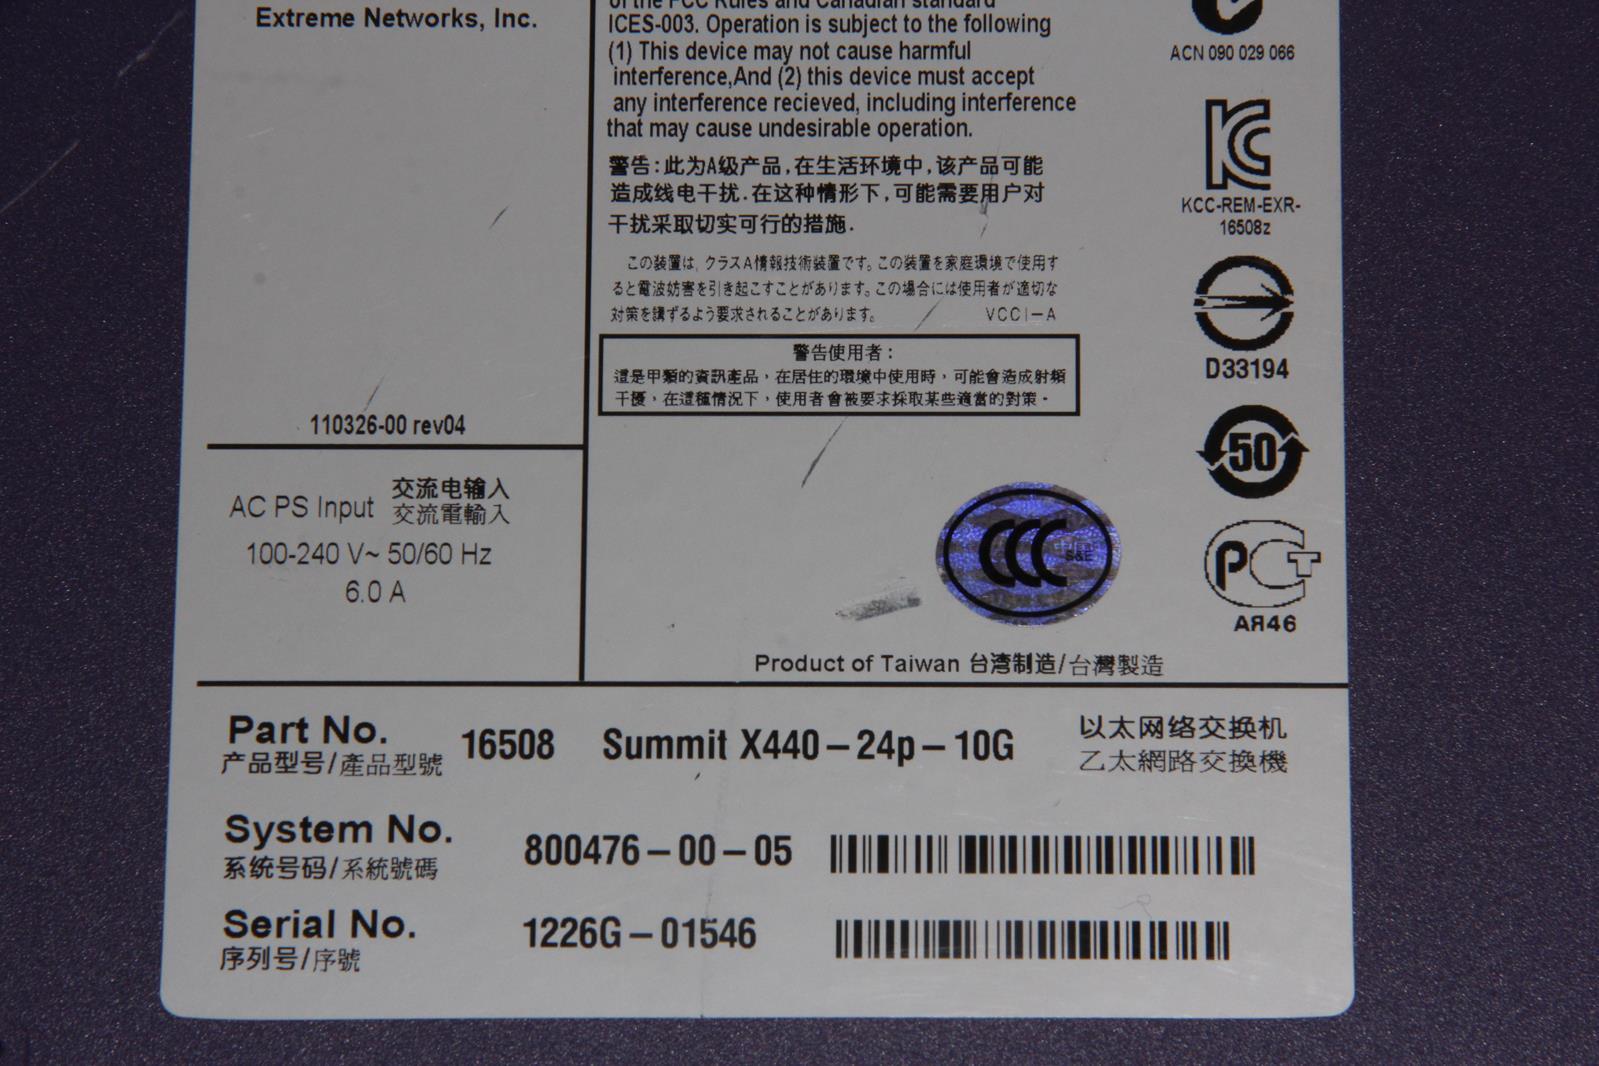 Extreme Networks, Inc.
110326-00 rev04
AC PS Input 交流电输入
交流電輸入
100-240 V~ 50/60 Hz
6.0 A
of the FCC Rules and Canadian standard
ICES-003. Operation is subject to the following
(1) This device may not cause harmful
interference,And (2) this device must accept
any interference recieved, including interference
that may cause undesirable operation.
警告:此为A级产品,在生活环境中,该产品可能
造成线电干扰.在这种情形下,可能需要用户对
干扰采取切实可行的措施.
この装置は, クラスA情報技術装置です。この装置を家庭環境で使用す
ると電波妨害を引き起こすことがあります。この場合には使用者が適切な
対策を講ずるよう要求されることがあります。 VCCI-A
警告使用者:
這是甲類的資訊產品,在居住的環境中使用時,可能會造成射頻
干擾,在這種情況下,使用者會被要求採取某些適當的對策。
CCC
S&E
Product of Taiwan 台湾制造/台灣製造
ACN 090 029 066
KC
KCC-REM-EXR-
16508z
D33194
50
PCT
AЯ46
Part No. 16508 Summit X440-24p-10G 以太网络交换机
产品型号/產品型號 乙太網路交換機
System No. 800476-00-05
系统号码/系統號碼
Serial No. 1226G-01546
序列号/序號